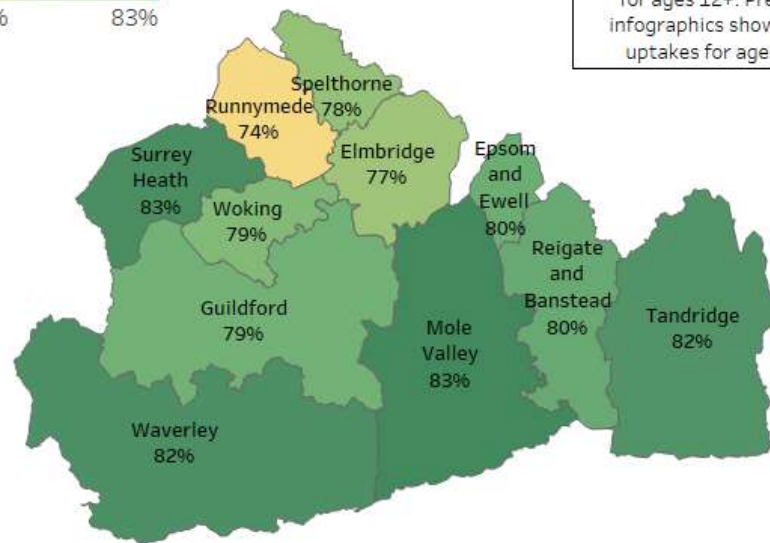 %
83%
for ages 12+. Pre
infographics show
uptakes for age
Spelthorne
78%
Runnymede
74%
Elmbridge
77%
Surrey
Heath
83%
Epsom
and
Ewell
80%
Woking
79%
Reigate
and
Banstead
80%
Guildford
79%
Mole
Valley
83%
Tandridge
82%
Waverley
82%